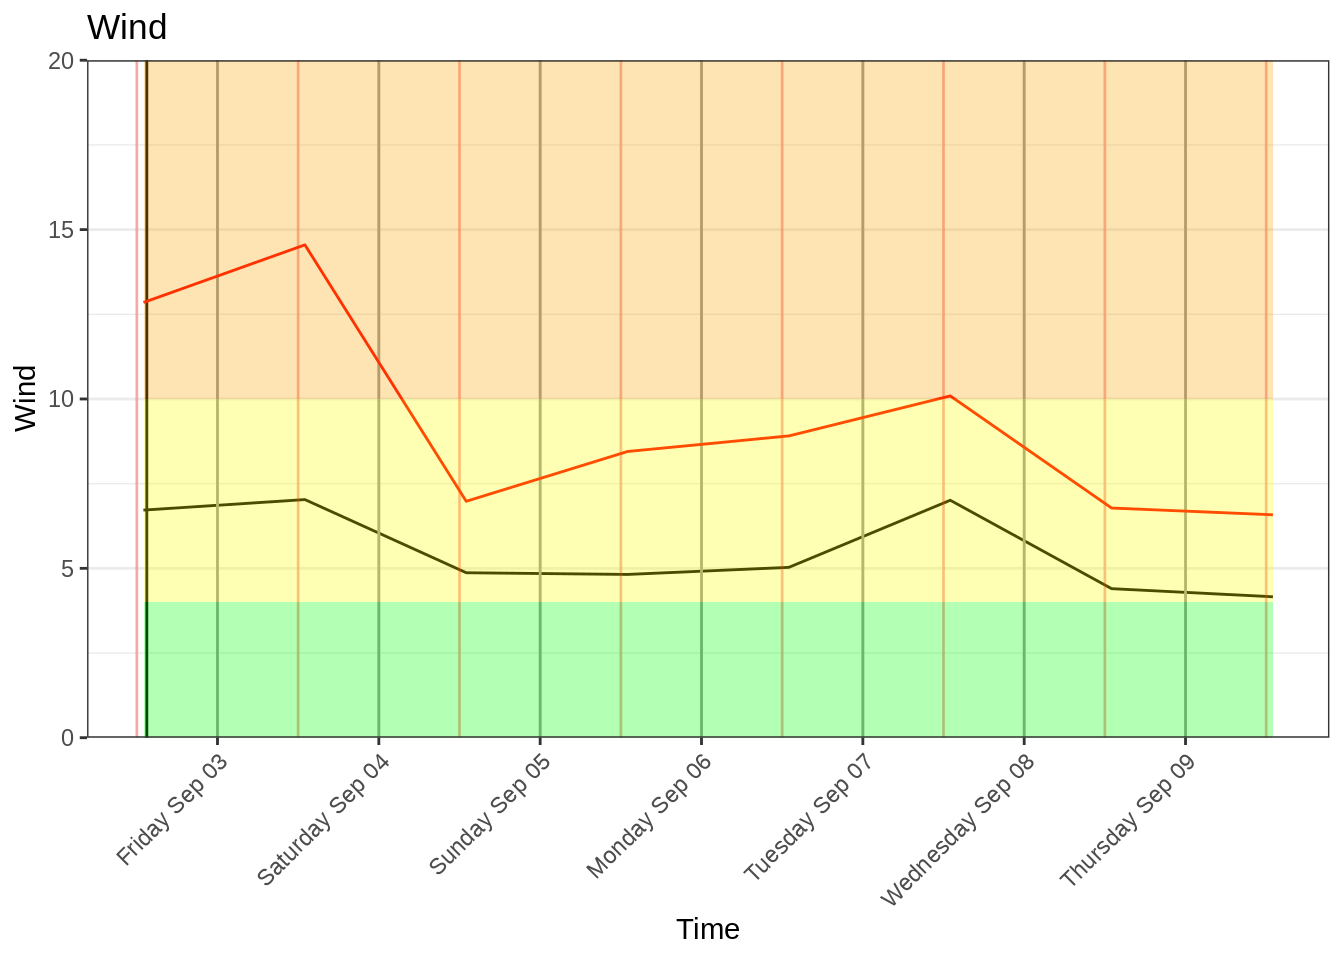 Wind
20
15
10
5
0
Wind
Friday Sep 03
Saturday Sep 04
Sunday Sep 05
Monday Sep 06
Tuesday Sep 07
Wednesday Sep 08
Thursday Sep 09
Time